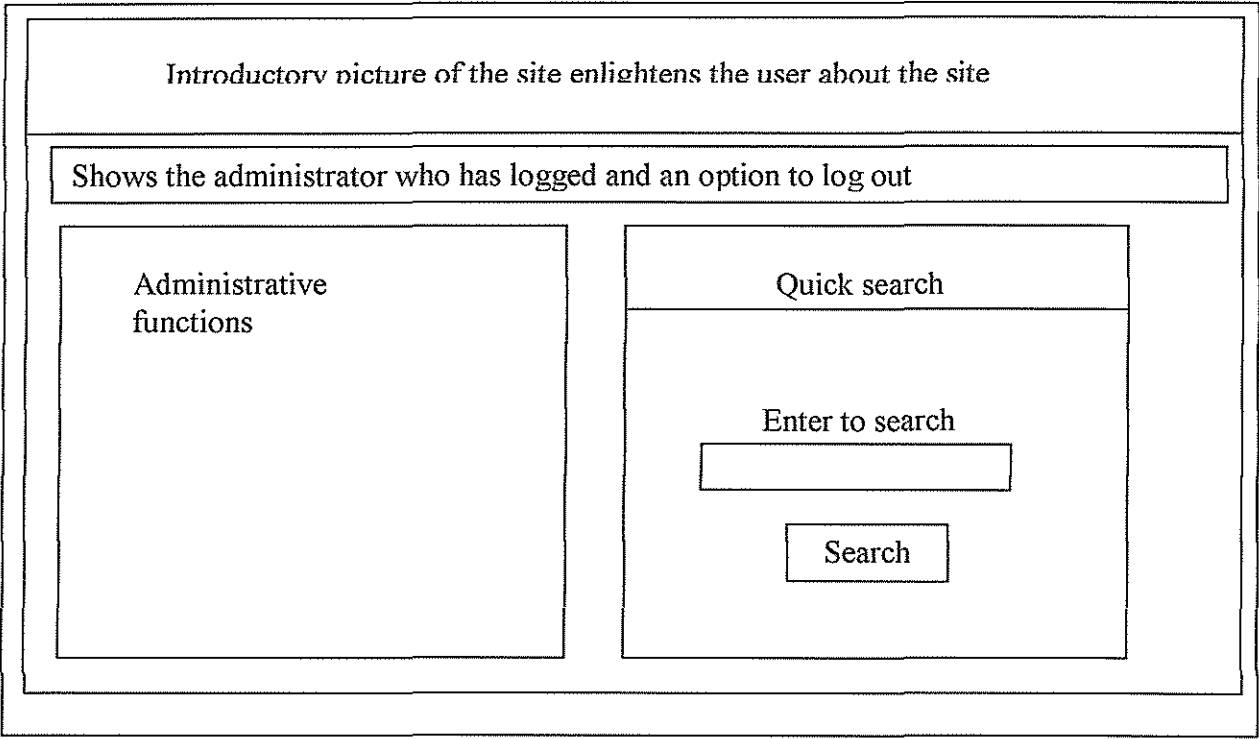 Introductory picture of the site enlightens the user about the site
Shows the administrator who has logged and an option to log out
Administrative
functions
Quick search
Enter to search
Search